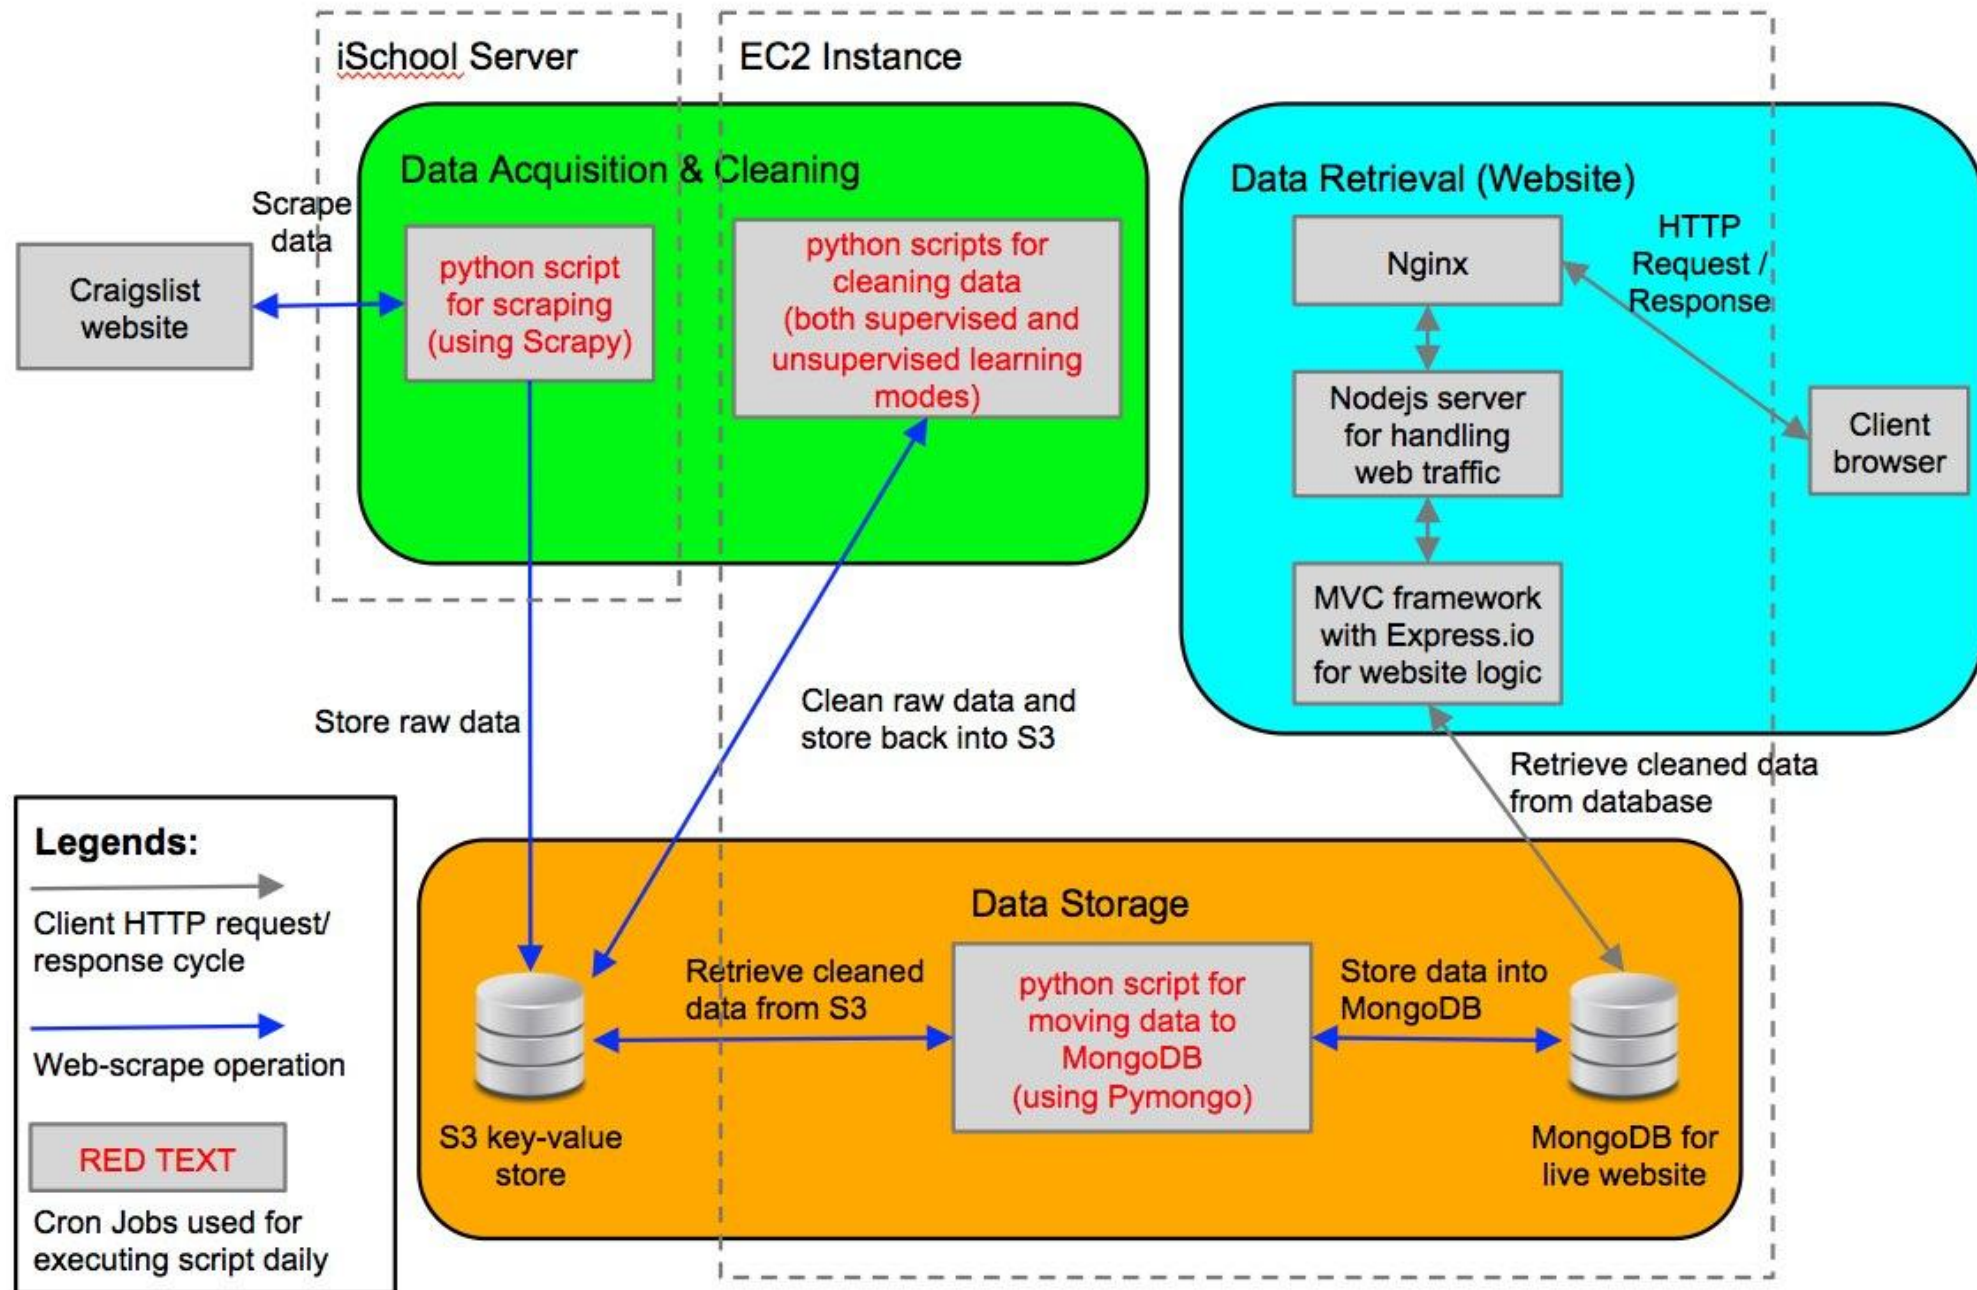 iSchool Server
EC2 Instance
Data Acquisition & Cleaning
Data Retrieval (Website)
Scrape
data
Craigslist
website
python script
for scraping
(using Scrapy)
python scripts for
cleaning data
(both supervised and
unsupervised learning
modes)
Nginx
HTTP
Request /
Response
Nodejs server
for handling
web traffic
Client
browser
MVC framework
with Express.io
for website logic
Store raw data
Clean raw data and
store back into S3
Retrieve cleaned data
from database
Legends:
Client HTTP request/
response cycle
Web-scrape operation
RED TEXT
Cron Jobs used for
executing script daily
Data Storage
Retrieve cleaned
data from S3
python script for
moving data to
MongoDB
(using Pymongo)
Store data into
MongoDB
S3 key-value
store
MongoDB for
live website